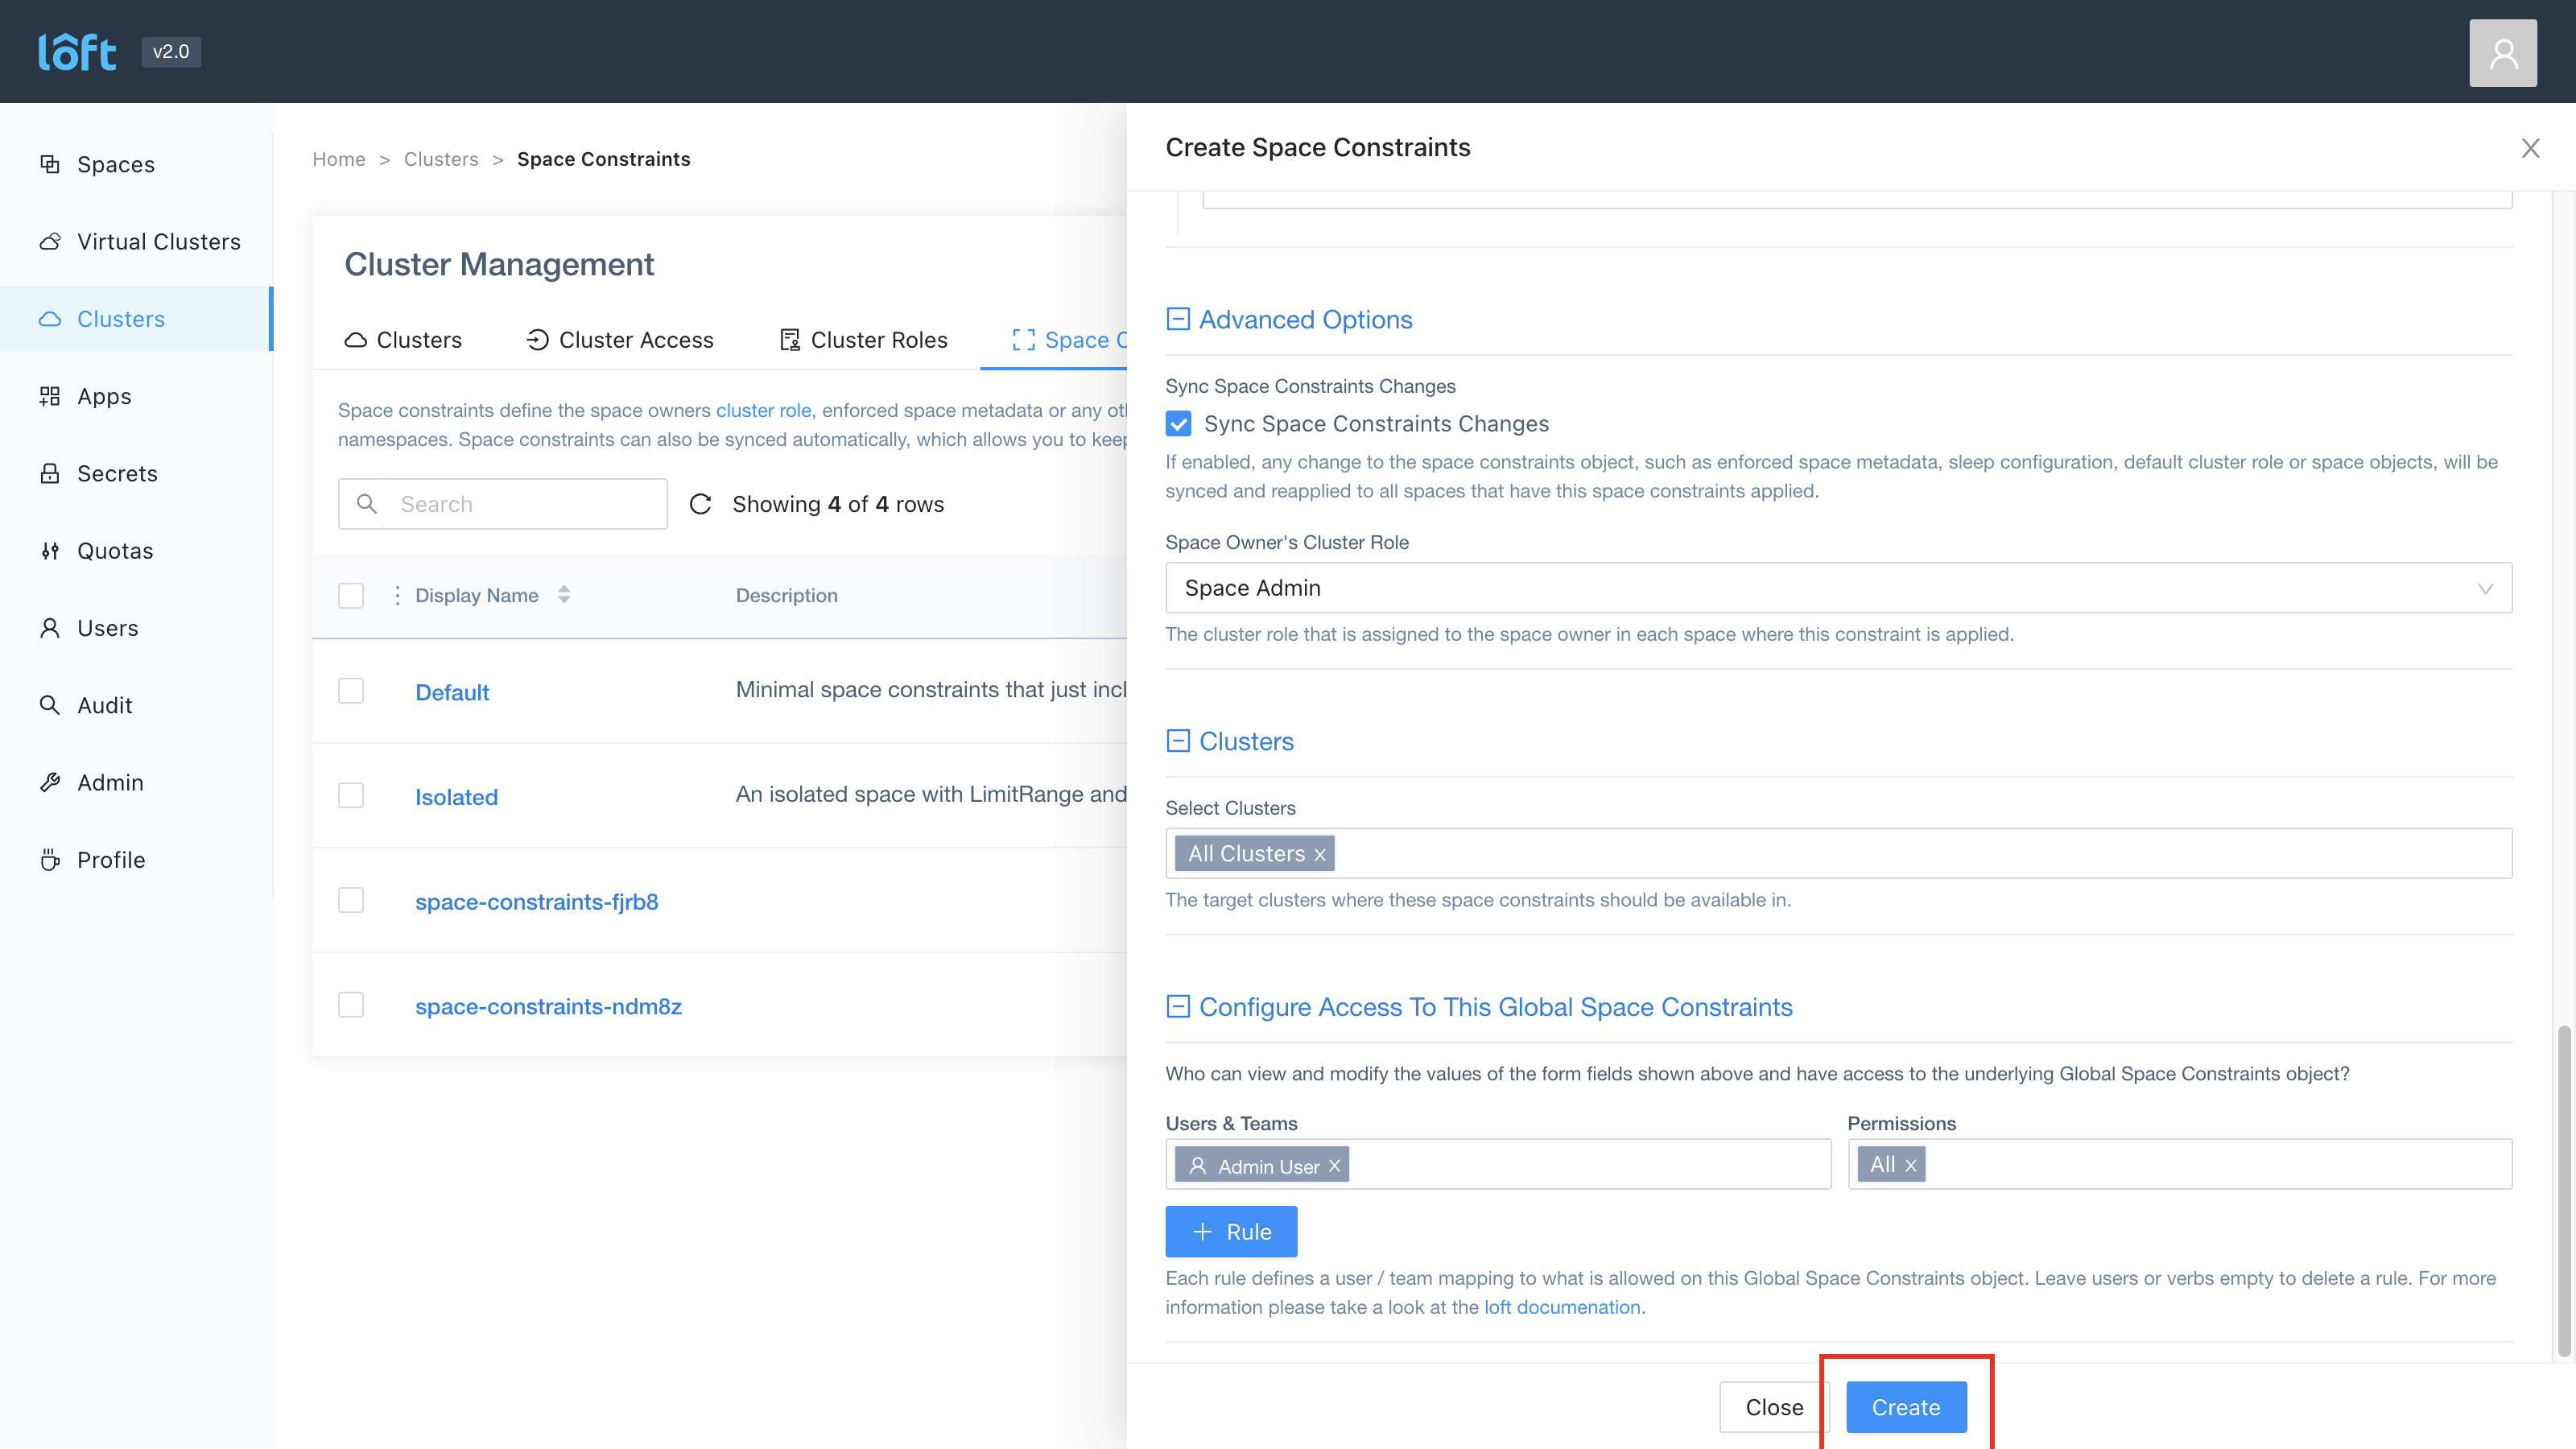 loft v2.0
Spaces
Virtual Clusters
Clusters
Apps
Secrets
Quotas
Users
Audit
Admin
Profile
Home > Clusters > Space Constraints
Cluster Management
Clusters Cluster Access Cluster Roles Space C
Space constraints define the space owners cluster role, enforced space metadata or any
namespaces. Space constraints can also be synced automatically, which allows you to keep
Search Showing 4 of 4 rows
Display Name Description
Default Minimal space constraints that just incl
Isolated An isolated space with LimitRange and
space-constraints-fjrb8
space-constraints-ndm8z
Create Space Constraints
Advanced Options
Sync Space Constraints Changes
Sync Space Constraints Changes
If enabled, any change to the space constraints object, such as enforced space metadata, sleep configuration, default cluster role or space objects, will be
synced and reapplied to all spaces that have this space constraints applied.
Space Owner's Cluster Role
Space Admin
The cluster role that is assigned to the space owner in each space where this constraint is applied.
Clusters
Select Clusters
All Clusters
The target clusters where these space constraints should be available in.
Configure Access To This Global Space Constraints
Who can view and modify the values of the form fields shown above and have access to the underlying Global Space Constraints object?
Users & Teams Permissions
Admin User All
+ Rule
Each rule defines a user / team mapping to what is allowed on this Global Space Constraints object. Leave users or verbs empty to delete a rule. For more
information please take a look at the loft documenation.
Close Create